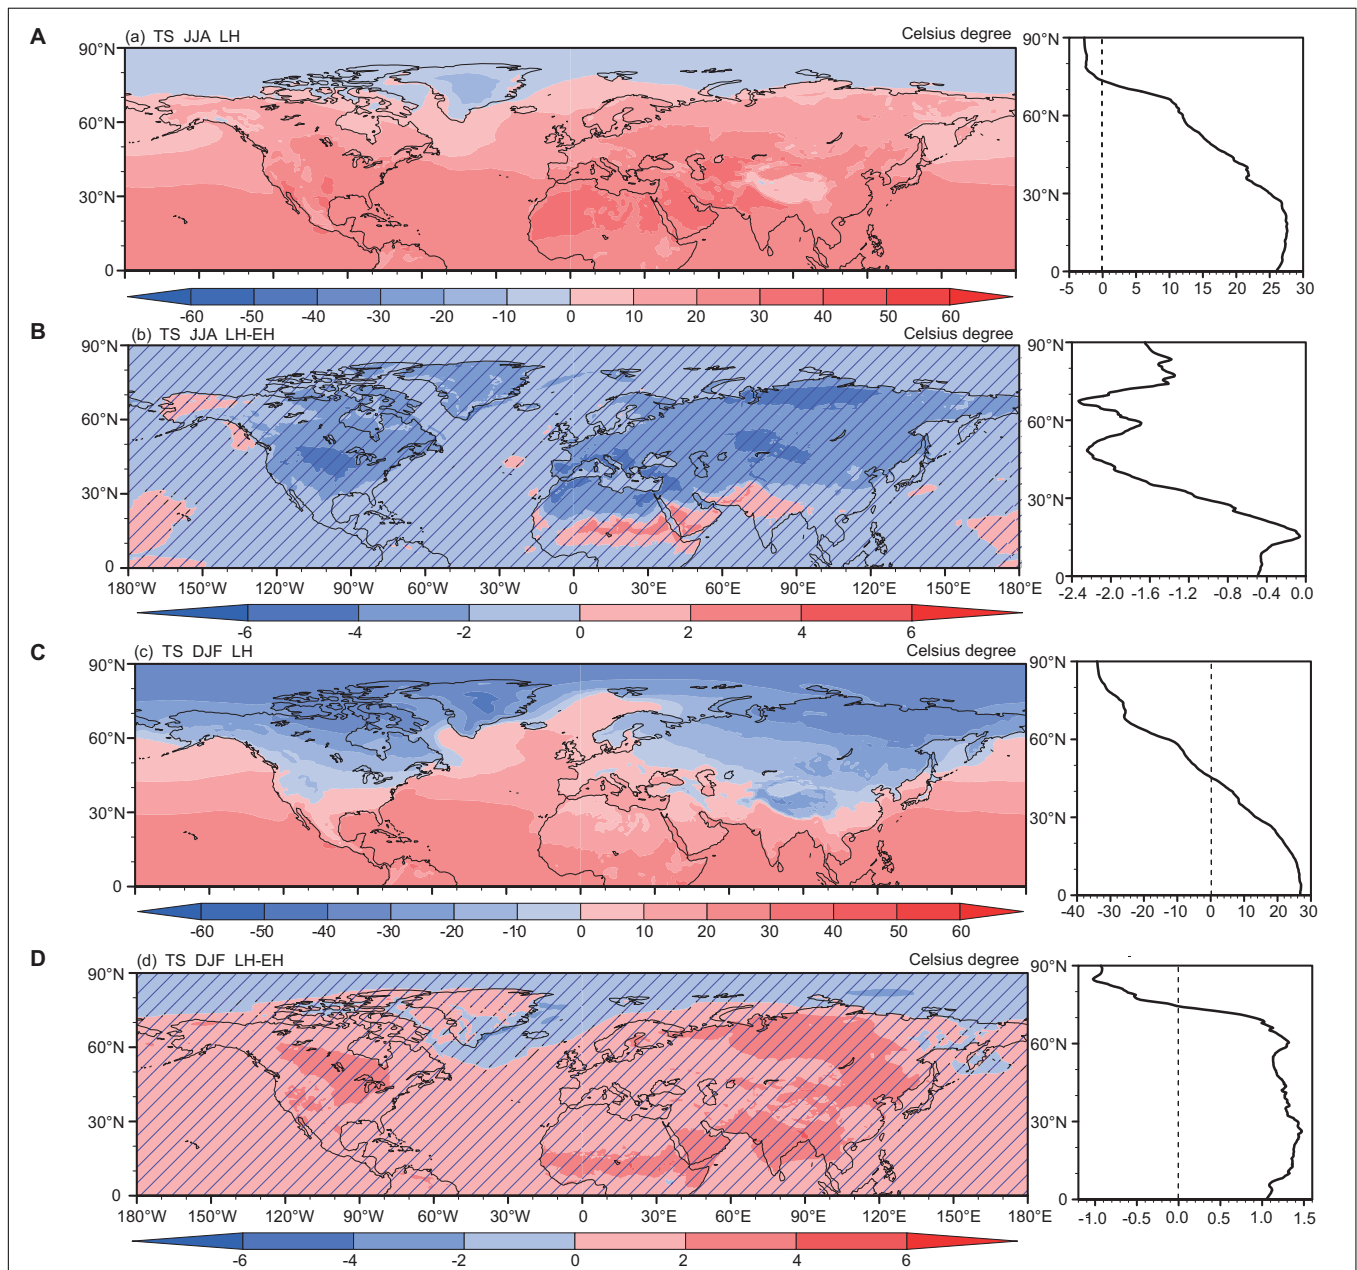 A
(a) TS JJA LH
Celsius degree
90°N
60°N
30°N
0
-60 -50 -40 -30 -20 -10 0 10 20 30 40 50 60
90°N
60°N
30°N
0
-5 0 5 10 15 20 25 30
B
(b) TS JJA LH-EH
Celsius degree
90°N
60°N
30°N
0
180°W 150°W 120°W 90°W 60°W 30°W 0 30°E 60°E 90°E 120°E 150°E 180°E
-6 -4 -2 0 2 4 6
90°N
60°N
30°N
0
-2.4 -2.0 -1.6 -1.2 -0.8 -0.4 0.0
C
(c) TS DJF LH
Celsius degree
90°N
60°N
30°N
0
-60 -50 -40 -30 -20 -10 0 10 20 30 40 50 60
90°N
60°N
30°N
0
-40 -30 -20 -10 0 10 20 30
D
(d) TS DJF LH-EH
Celsius degree
90°N
60°N
30°N
0
180°W 150°W 120°W 90°W 60°W 30°W 0 30°E 60°E 90°E 120°E 150°E 180°E
-6 -4 -2 0 2 4 6
90°N
60°N
30°N
0
-1.0 -0.5 0.0 0.5 1.0 1.5